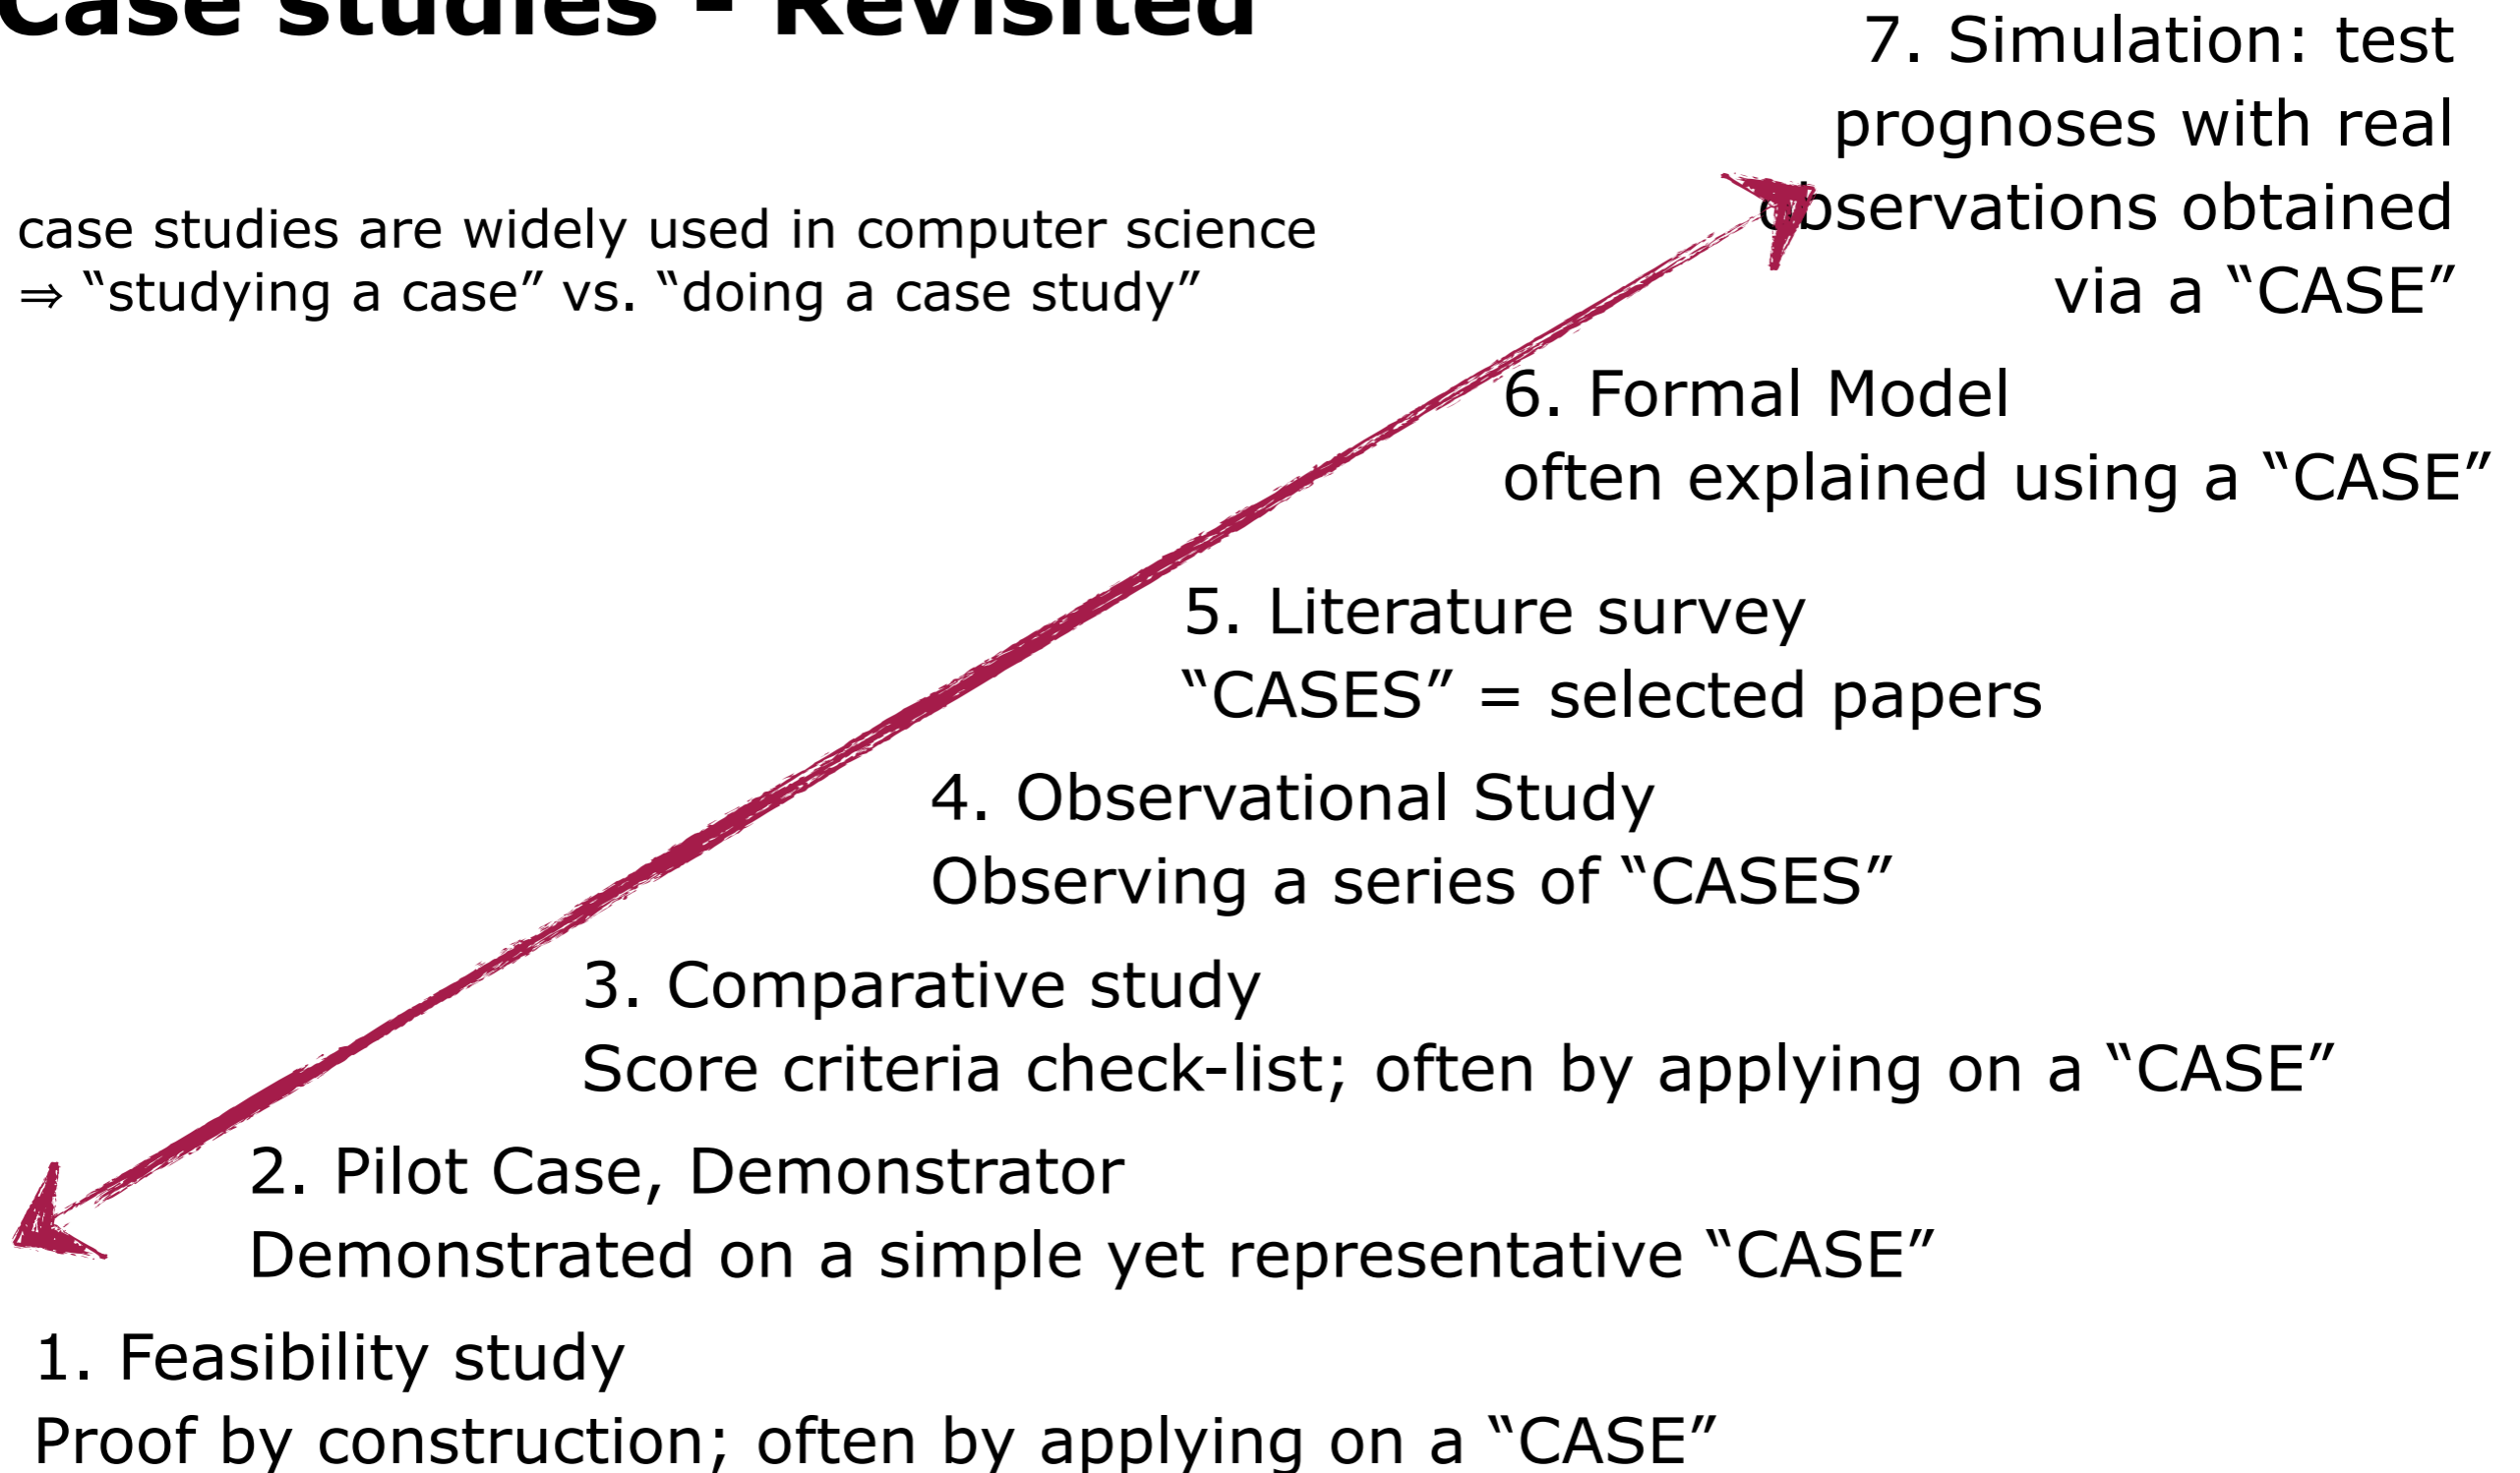 Case studies - Revisited
case studies are widely used in computer science
⇒ “studying a case” vs. “doing a case study”
7. Simulation: test
prognoses with real
observations obtained
via a “CASE”
6. Formal Model
often explained using a “CASE”
5. Literature survey
“CASES” = selected papers
4. Observational Study
Observing a series of “CASES”
3. Comparative study
Score criteria check-list; often by applying on a “CASE”
2. Pilot Case, Demonstrator
Demonstrated on a simple yet representative “CASE”
1. Feasibility study
Proof by construction; often by applying on a “CASE”